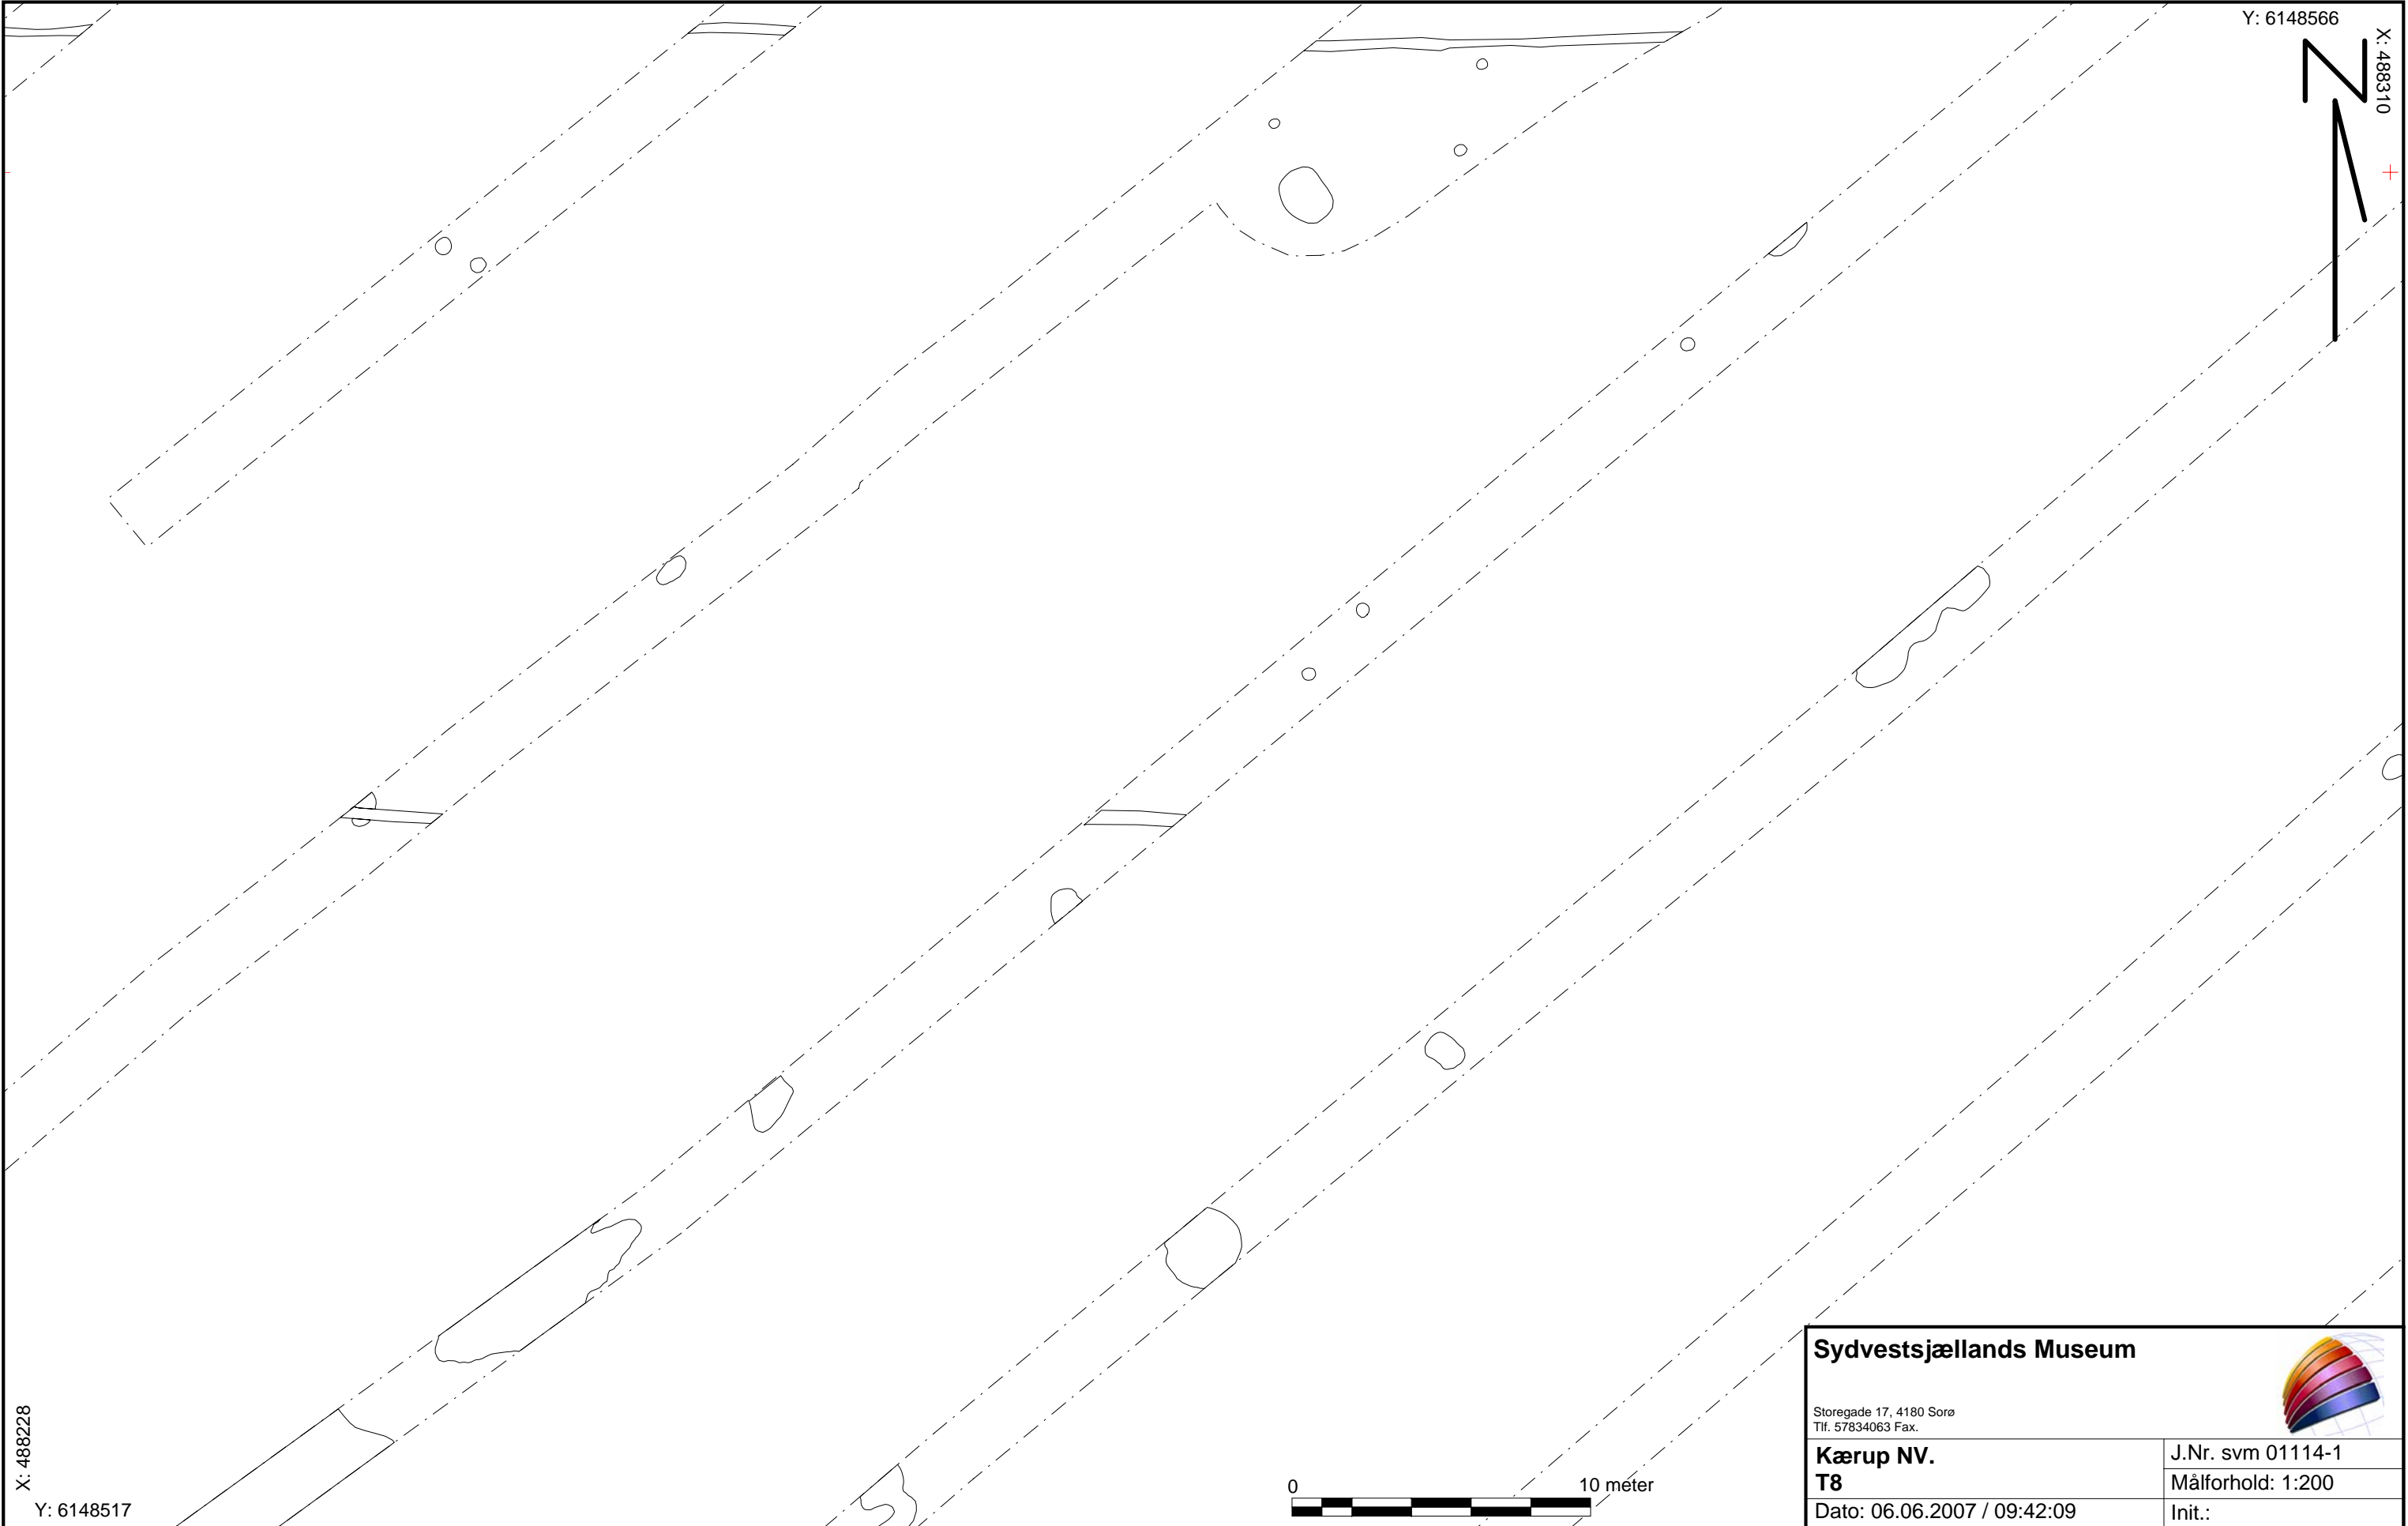 Y: 6148566
X: 488310
X: 488228
Y: 6148517
0 10 meter
Sydvestsjællands Museum
Storegade 17, 4180 Sorø
Tlf. 57834063 Fax.
Kærup NV.
T8
J.Nr. svm 01114-1
Målforhold: 1:200
Dato: 06.06.2007 / 09:42:09
Init.: